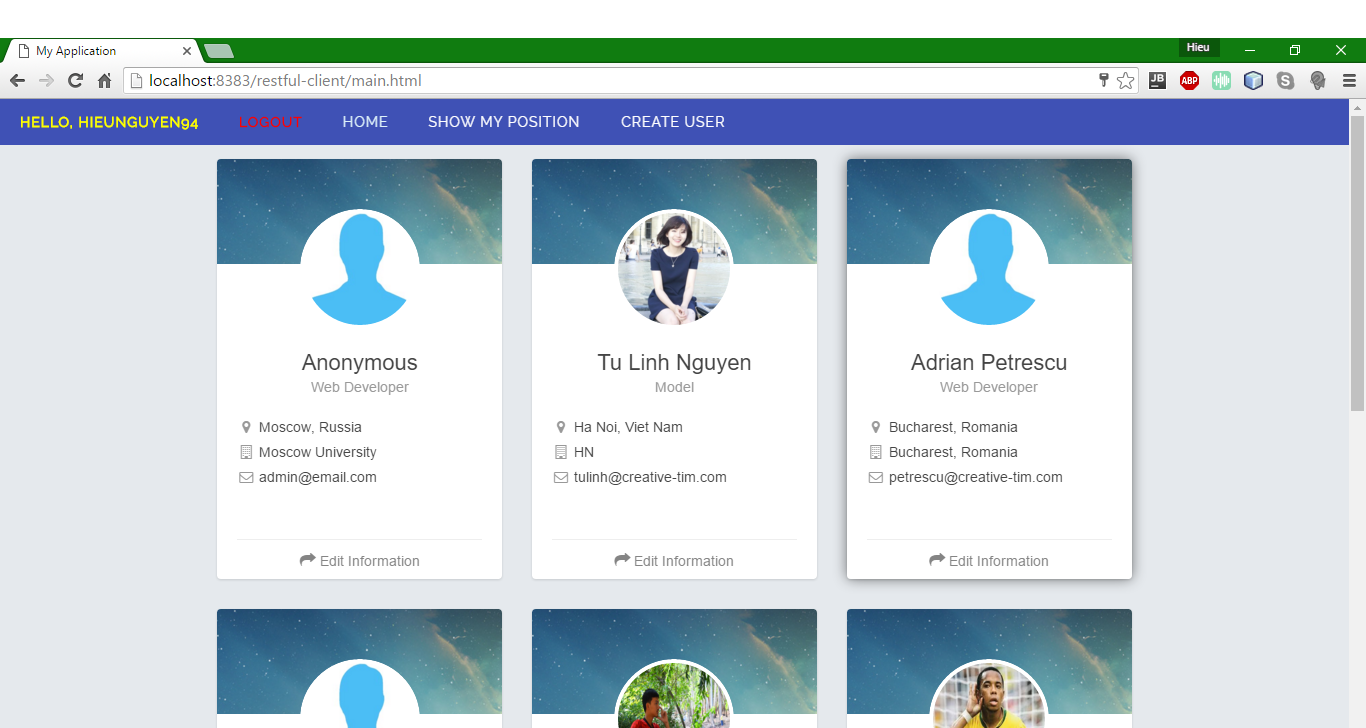 My Application
Hieu
localhost:8383/restful-client/main.html
JB
ABP
HELLO, HIEUNGUYEN94 LOGOUT HOME SHOW MY POSITION CREATE USER
Anonymous
Web Developer
Moscow, Russia
Moscow University
admin@email.com
Edit Information
Tu Linh Nguyen
Model
Ha Noi, Viet Nam
HN
tulinh@creative-tim.com
Edit Information
Adrian Petrescu
Web Developer
Bucharest, Romania
Bucharest, Romania
petrescu@creative-tim.com
Edit Information